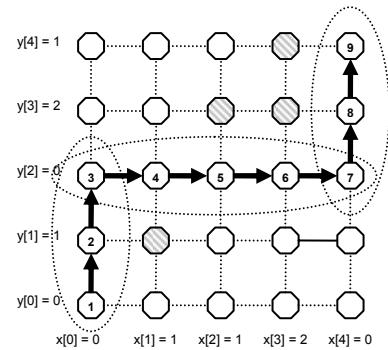 y[4] = 1
9
y[3] = 2
8
y[2] = 0
3 4 5 6 7
y[1] = 1
2
y[0] = 0
1
x[0] = 0 x[1] = 1 x[2] = 1 x[3] = 2 x[4] = 0